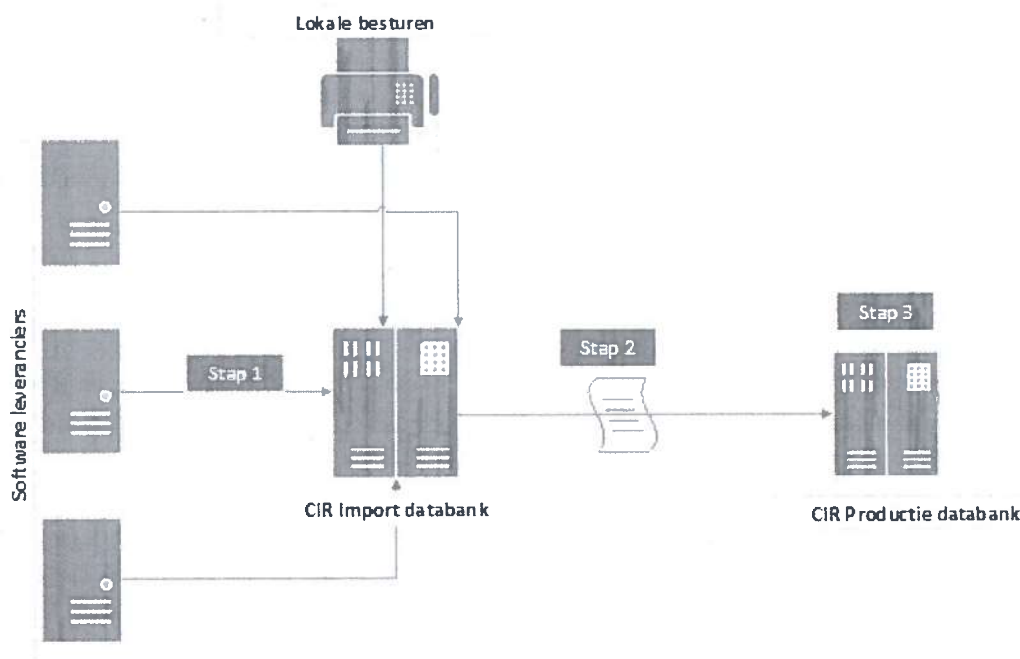 Lokale besturen
Software leveranciers
Stap 1
Stap 2
Stap 3
CIR Import databank
CIR Productie databank